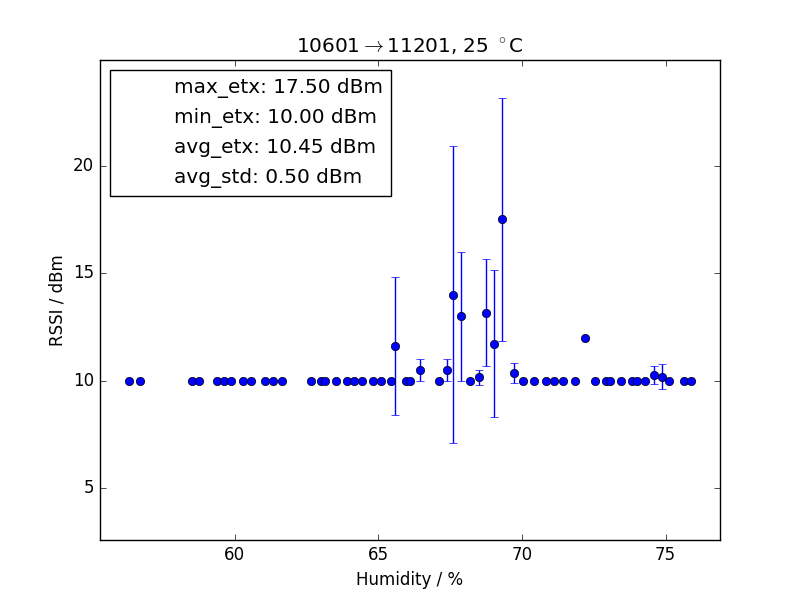 10601→11201, 25 °C
max_etx: 17.50 dBm
min_etx: 10.00 dBm
avg_etx: 10.45 dBm
avg_std: 0.50 dBm
RSSI / dBm
20
15
10
5
60 65 70 75
Humidity / %